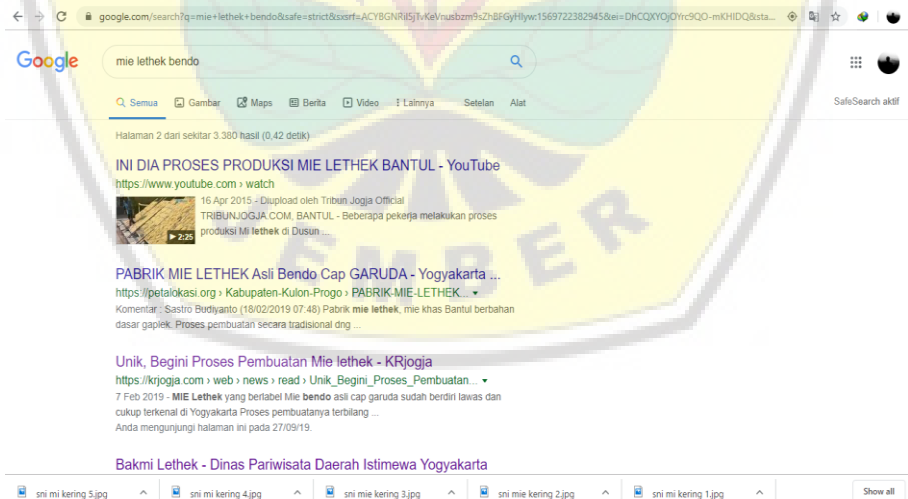 google.com/search?q=mie+lethek+bendo&safe=strict&sxsrf=ACYBGNRiI5jTvKeVnusbzm9sZhBFGyHlyw:1569722382945&ei=DhCQXYOjOYrc9QO-mKHIDQ&sta...
Google
mie lethek bendo
Semua Gambar Maps Berita Video Lainnya Setelan Alat
SafeSearch aktif
Halaman 2 dari sekitar 3.380 hasil (0,42 detik)
INI DIA PROSES PRODUKSI MIE LETHEK BANTUL - YouTube
https://www.youtube.com › watch
16 Apr 2015 - Diupload oleh Tribun Jogja Official
TRIBUNJOGJA.COM, BANTUL - Beberapa pekerja melakukan proses
produksi Mi lethek di Dusun ...
2:25
PABRIK MIE LETHEK Asli Bendo Cap GARUDA - Yogyakarta ...
https://petalokasi.org › Kabupaten-Kulon-Progo › PABRIK-MIE-LETHEK...
Komentar : Sastro Budiyanto (18/02/2019 07:48) Pabrik mie lethek, mie khas Bantul berbahan
dasar gaplek. Proses pembuatan secara tradisional dng ...
Unik, Begini Proses Pembuatan Mie lethek - KRjogja
https://krjogja.com › web › news › read › Unik_Begini_Proses_Pembuatan...
7 Feb 2019 - MIE Lethek yang berlabel Mie bendo asli cap garuda sudah berdiri lawas dan
cukup terkenal di Yogyakarta Proses pembuatanya terbilang ...
Anda mengunjungi halaman ini pada 27/09/19.
Bakmi Lethek - Dinas Pariwisata Daerah Istimewa Yogyakarta
JEMBER
sni mi kering 5.jpg sni mi kering 4.jpg sni mie kering 3.jpg sni mie kering 2.jpg sni mi kering 1.jpg Show all